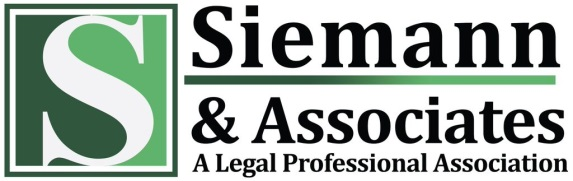 S
Siemann
& Associates
A Legal Professional Association